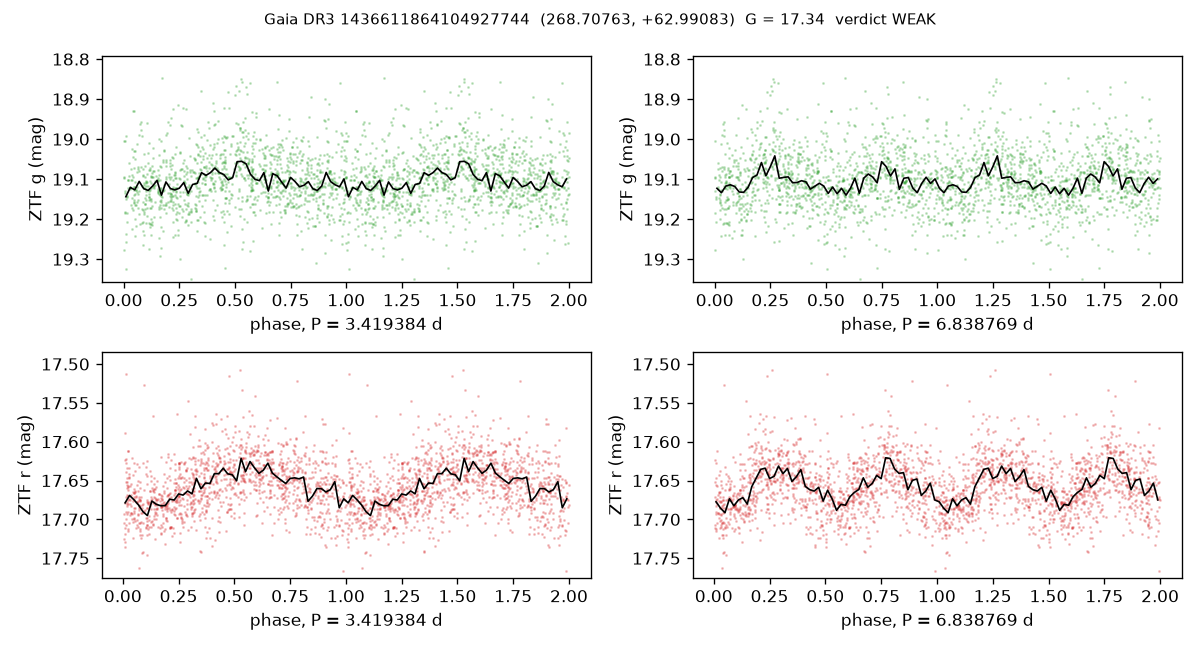 Gaia DR3 1436611864104927744 (268.70763, +62.99083) G = 17.34 verdict WEAK
ZTF g (mag)
18.8
18.9
19.0
19.1
19.2
19.3
0.00 0.25 0.50 0.75 1.00 1.25 1.50 1.75 2.00
phase, P = 3.419384 d
ZTF g (mag)
18.8
18.9
19.0
19.1
19.2
19.3
0.00 0.25 0.50 0.75 1.00 1.25 1.50 1.75 2.00
phase, P = 6.838769 d
ZTF r (mag)
17.50
17.55
17.60
17.65
17.70
17.75
0.00 0.25 0.50 0.75 1.00 1.25 1.50 1.75 2.00
phase, P = 3.419384 d
ZTF r (mag)
17.50
17.55
17.60
17.65
17.70
17.75
0.00 0.25 0.50 0.75 1.00 1.25 1.50 1.75 2.00
phase, P = 6.838769 d